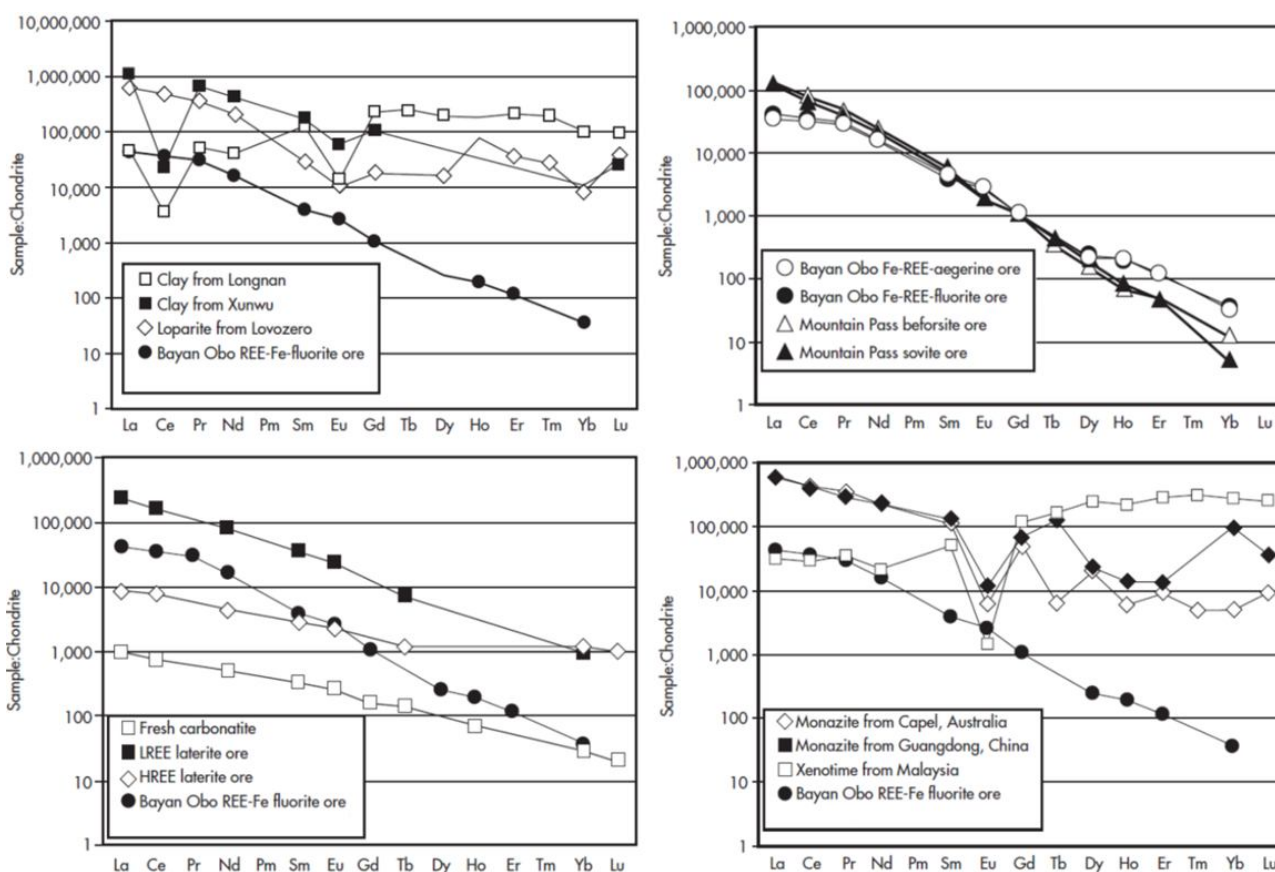 10,000,000
1,000,000
100,000
10,000
1,000
100
10
1
Sample:Chondrite
Clay from Longnan
Clay from Xunwu
Loparite from Lovozero
Bayan Obo REE-Fe-fluorite ore
La Ce Pr Nd Pm Sm Eu Gd Tb Dy Ho Er Tm Yb Lu
1,000,000
100,000
10,000
1,000
100
10
1
Sample:Chondrite
Bayan Obo Fe-REE-aegerine ore
Bayan Obo Fe-REE-fluorite ore
Mountain Pass beforsite ore
Mountain Pass sovite ore
La Ce Pr Nd Pm Sm Eu Gd Tb Dy Ho Er Tm Yb Lu
1,000,000
100,000
10,000
1,000
100
10
1
Sample:Chondrite
Fresh carbonatite
LREE laterite ore
HREE laterite ore
Bayan Obo REE-Fe fluorite ore
La Ce Pr Nd Pm Sm Eu Gd Tb Dy Ho Er Tm Yb Lu
1,000,000
100,000
10,000
1,000
100
10
1
Sample:Chondrite
Monazite from Capel, Australia
Monazite from Guangdong, China
Xenotime from Malaysia
Bayan Obo REE-Fe fluorite ore
La Ce Pr Nd Pm Sm Eu Gd Tb Dy Ho Er Tm Yb Lu